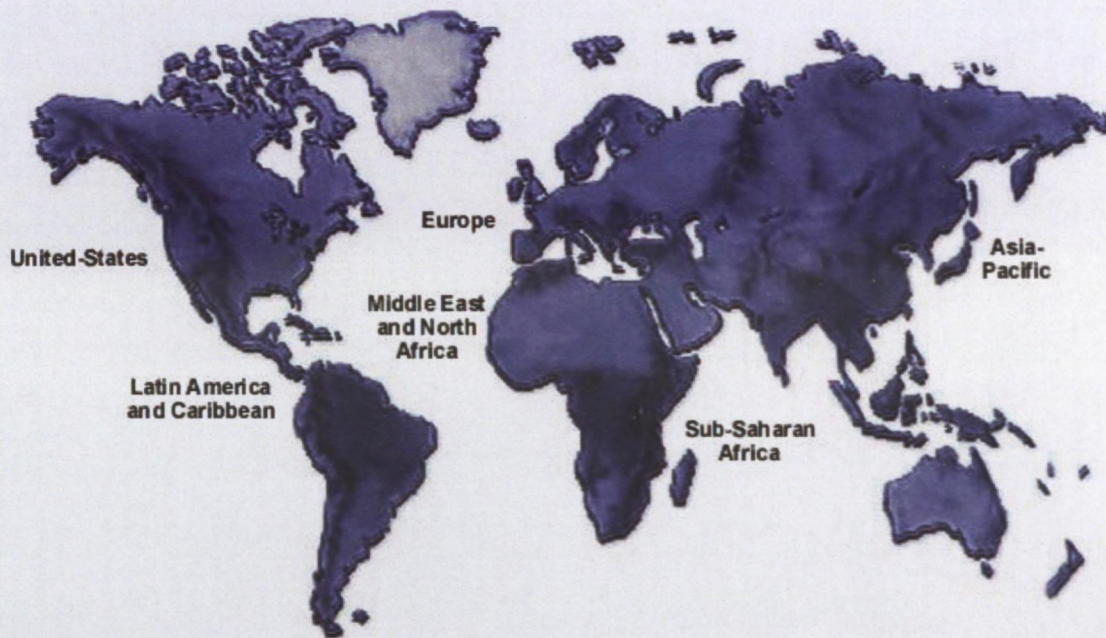 Europe
United-States
Asia-
Pacific
Middle East
and North
Africa
Latin America
and Caribbean
Sub-Saharan
Africa